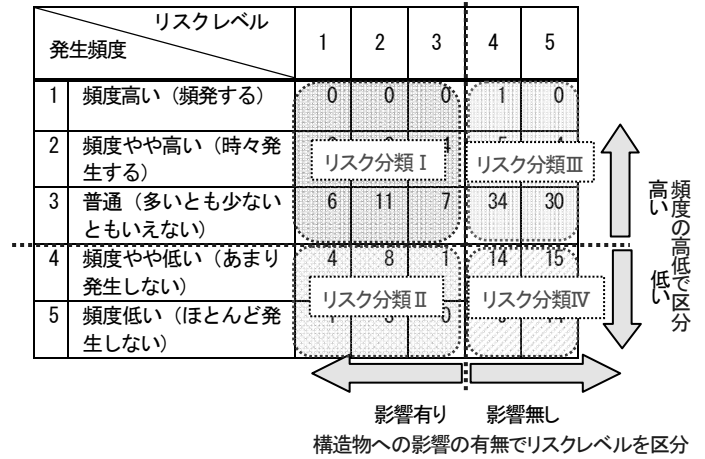 リスクレベル
発生頻度
1 2 3 4 5
1 頻度高い（頻発する） 0 0 0 1 0
2 頻度やや高い（時々発
生する）
リスク分類Ⅰ リスク分類Ⅲ
3 普通（多いとも少ない 6 11 7 34 30
ともいえない）
4 頻度やや低い（あまり 4 8 1 14 15
発生しない）
リスク分類Ⅱ リスク分類Ⅳ
5 頻度低い（ほとんど発
生しない）
頻度の高低で区分
高い 低い
影響有り 影響無し
構造物への影響の有無でリスクレベルを区分